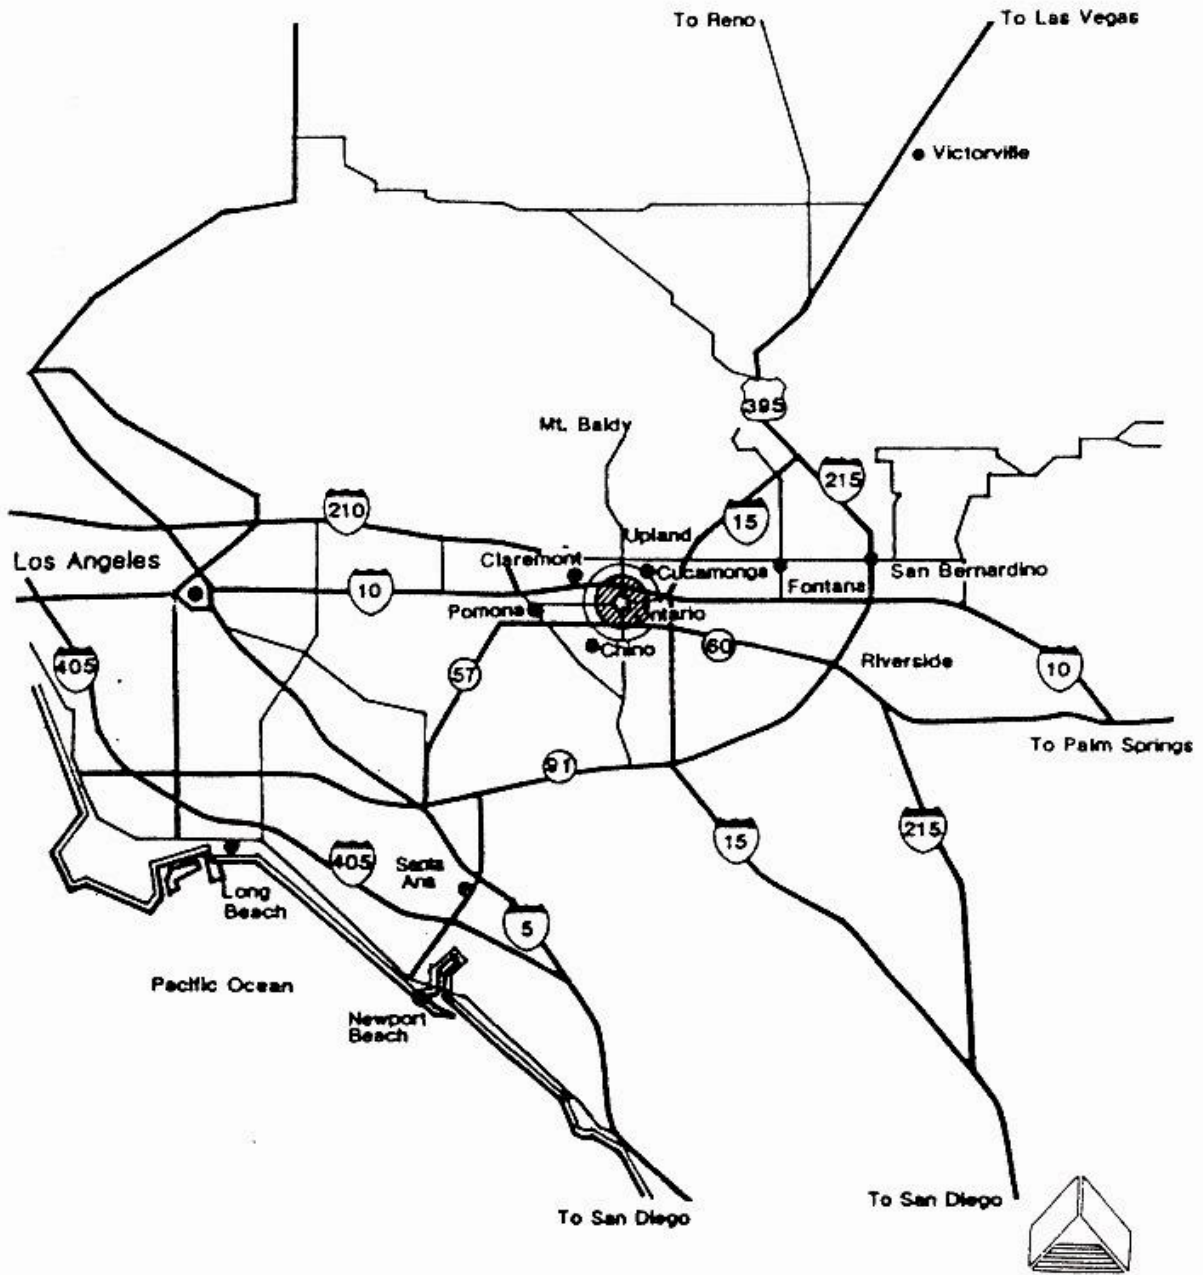 To Reno
To Las Vegas
Victorville
395
Mt. Baldy
215
210
15
Upland
Los Angeles
Claremont
Cucamonga
San Bernardino
10
Fontana
Pomona
Ontario
Chino
60
405
57
Riverside
10
To Palm Springs
91
15
215
405
Santa
Ana
Long
Beach
5
Pacific Ocean
Newport
Beach
To San Diego
To San Diego